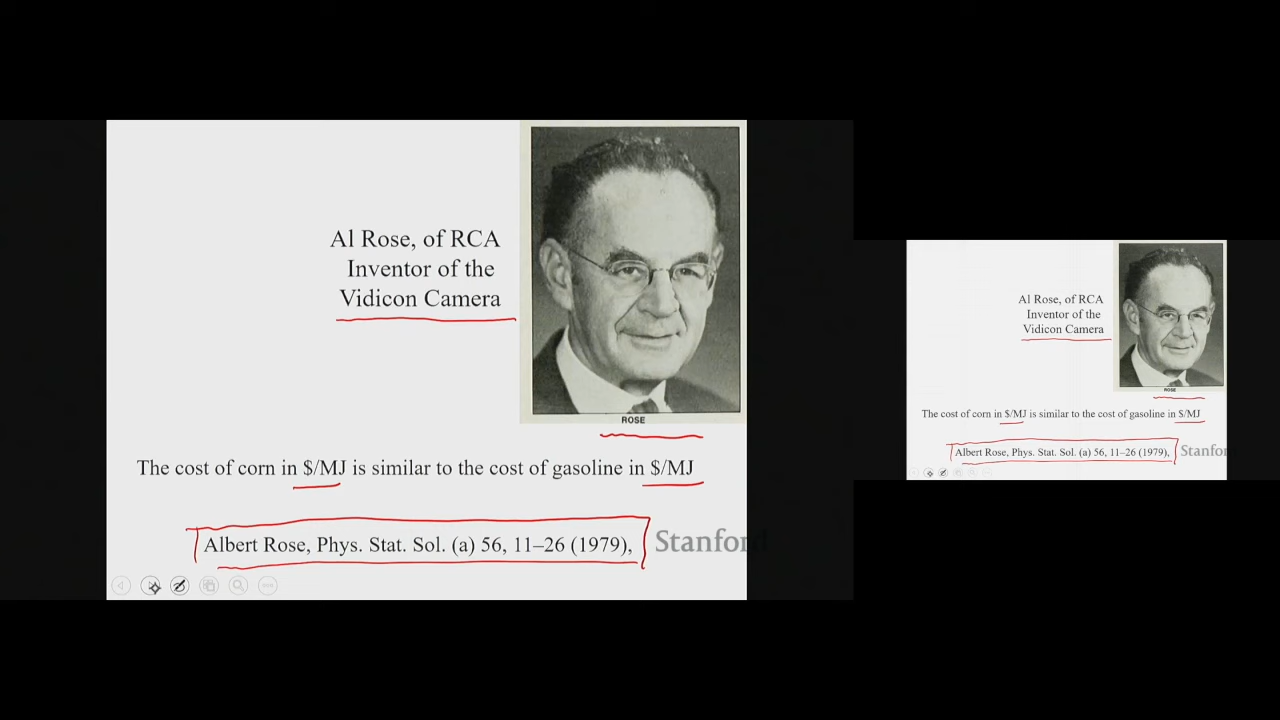 Al Rose, of RCA
Inventor of the
Vidicon Camera
ROSE
The cost of corn in $/MJ is similar to the cost of gasoline in $/MJ
Albert Rose, Phys. Stat. Sol. (a) 56, 11–26 (1979),
Stanford
Al Rose, of RCA
Inventor of the
Vidicon Camera
ROSE
The cost of corn in $/MJ is similar to the cost of gasoline in $/MJ
Albert Rose, Phys. Stat. Sol. (a) 56, 11–26 (1979),
Stanford